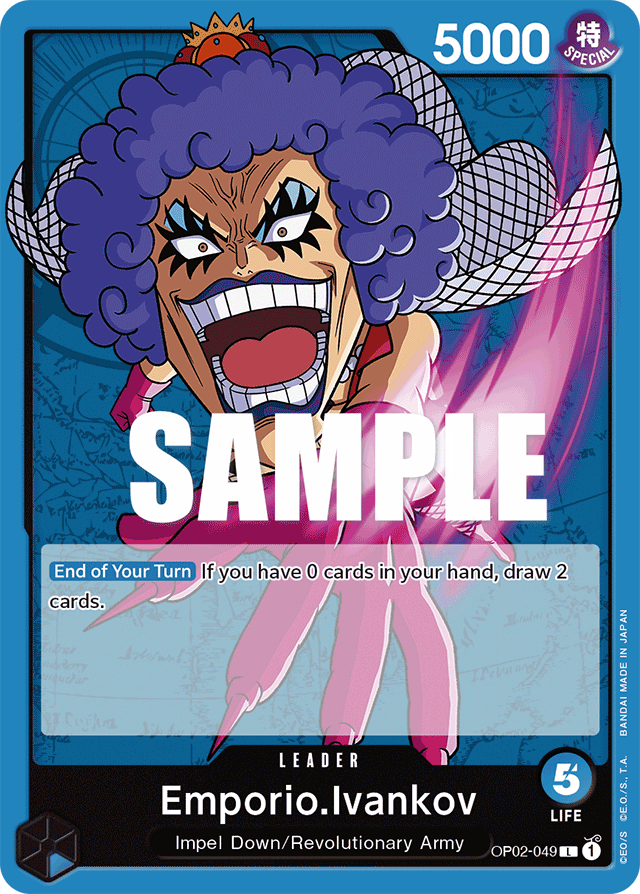 5000
特
SPECIAL
SAMPLE
End of Your Turn If you have 0 cards in your hand, draw 2
cards.
LEADER
Emporio.Ivankov
Impel Down/Revolutionary Army
5
LIFE
OP02-049 L 1
©EO/S ©E.O./S., T.A. BANDAI MADE IN JAPAN